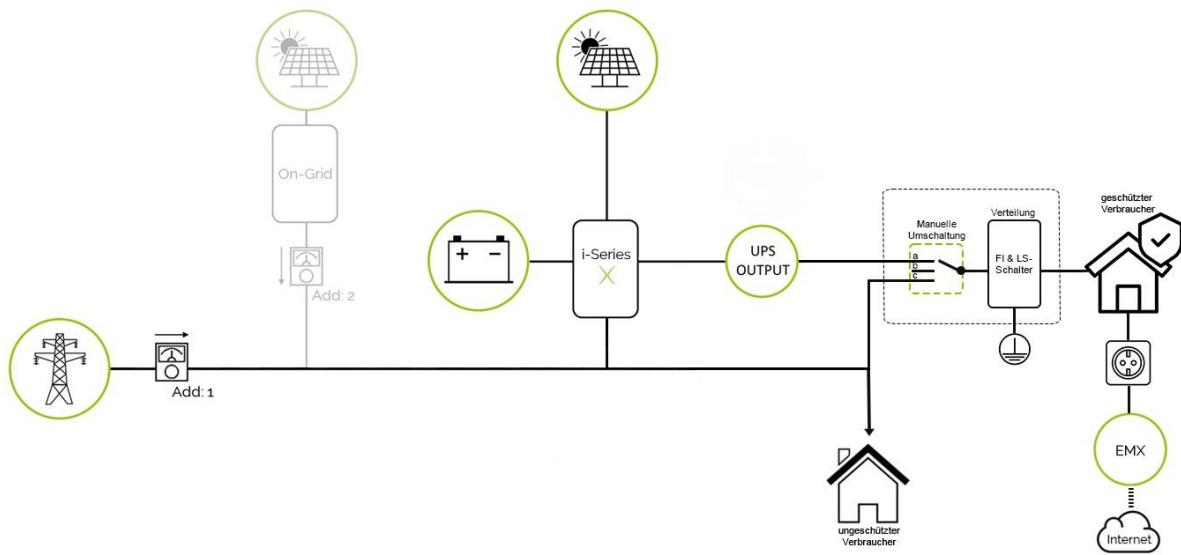 On-Grid
Add: 2
Add: 1
+ -
i-Series
X
UPS
OUTPUT
Manuelle
Umschaltung
a
b
c
Verteilung
FI & LS-
Schalter
geschützter
Verbraucher
ungeschützter
Verbraucher
EMX
Internet